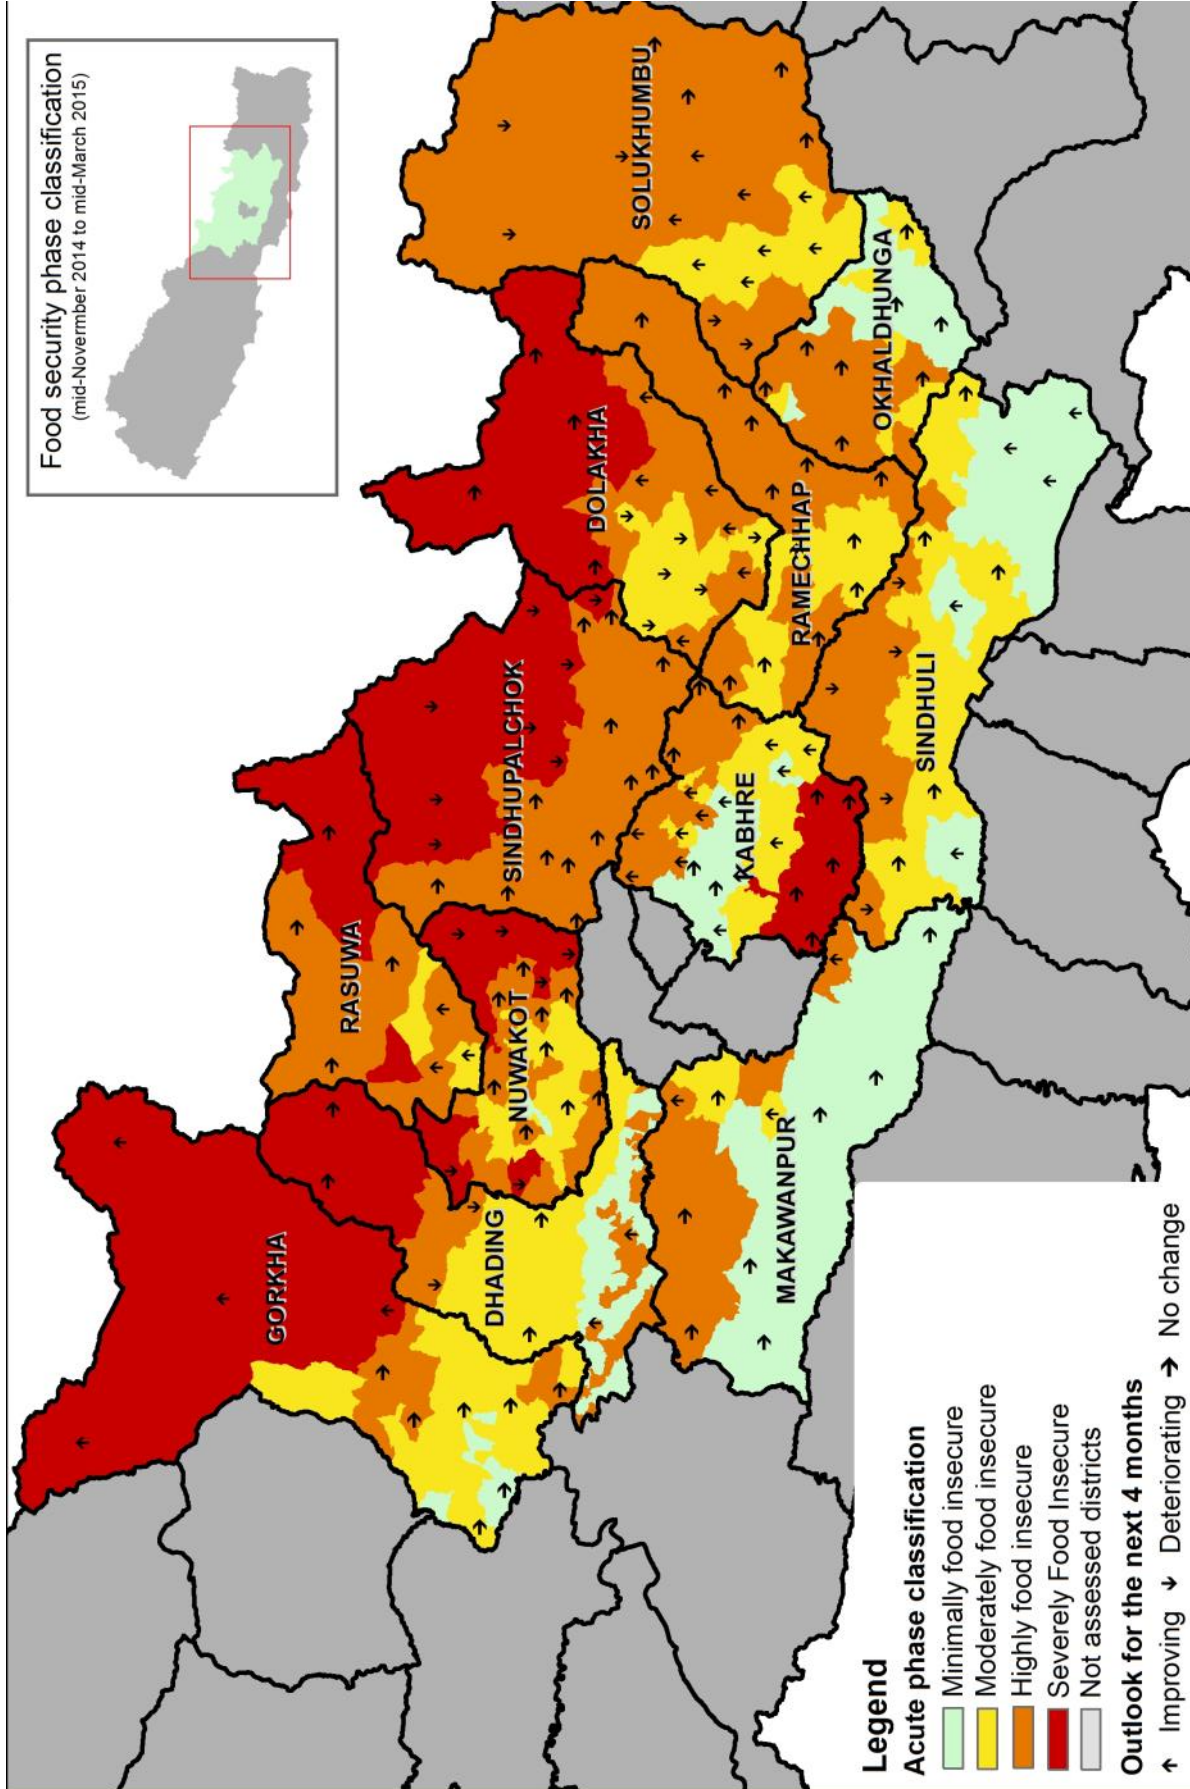 Food security phase classification
(mid-Novermber 2014 to mid-March 2015)
GORKHA
RASUWA
DHADING
NUWAKOT
SINDHUPALCHOK
DOLAKHA
SOLUKHUMBU
MAKAWANPUR
KABHRE
RAMECHHAP
OKHALDHUNGA
SINDHULI
Legend
Acute phase classification
Minimally food insecure
Moderately food insecure
Highly food insecure
Severely Food Insecure
Not assessed districts
Outlook for the next 4 months
Improving Deteriorating No change